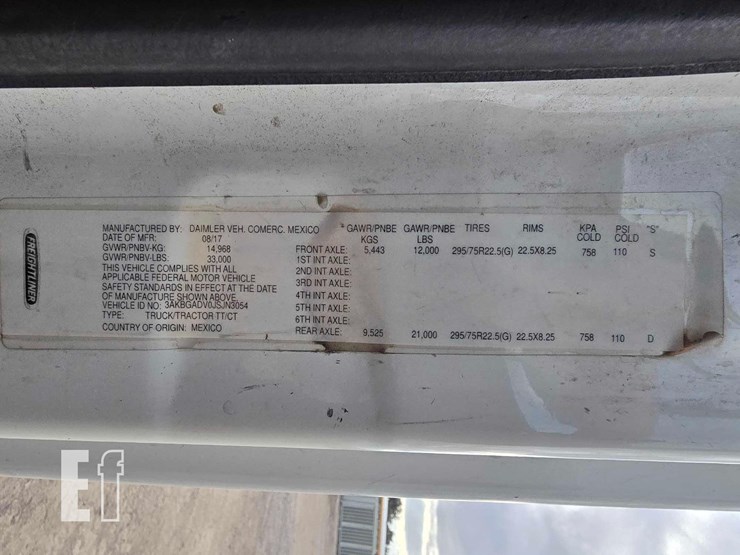 FREIGHTLINER
MANUFACTURED BY: DAIMLER VEH. COMERC. MEXICO
DATE OF MFR: 08/17
GVWR/PNBV-KG: 14,968
GVWR/PNBV-LBS: 33,000
THIS VEHICLE COMPLIES WITH ALL
APPLICABLE FEDERAL MOTOR VEHICLE
SAFETY STANDARDS IN EFFECT AT THE DATE
OF MANUFACTURE SHOWN ABOVE.
VEHICLE ID NO: 3AKBGADV0JSJN3054
TYPE: TRUCK/TRACTOR TT/CT
COUNTRY OF ORIGIN: MEXICO
GAWR/PNBE GAWR/PNBE TIRES RIMS KPA PSI "S"
KGS LBS COLD COLD
FRONT AXLE: 5,443 12,000 295/75R22.5(G) 22.5X8.25 758 110 S
1ST INT AXLE:
2ND INT AXLE:
3RD INT AXLE:
4TH INT AXLE:
5TH INT AXLE:
6TH INT AXLE:
REAR AXLE: 9,525 21,000 295/75R22.5(G) 22.5X8.25 758 110 D
Ef